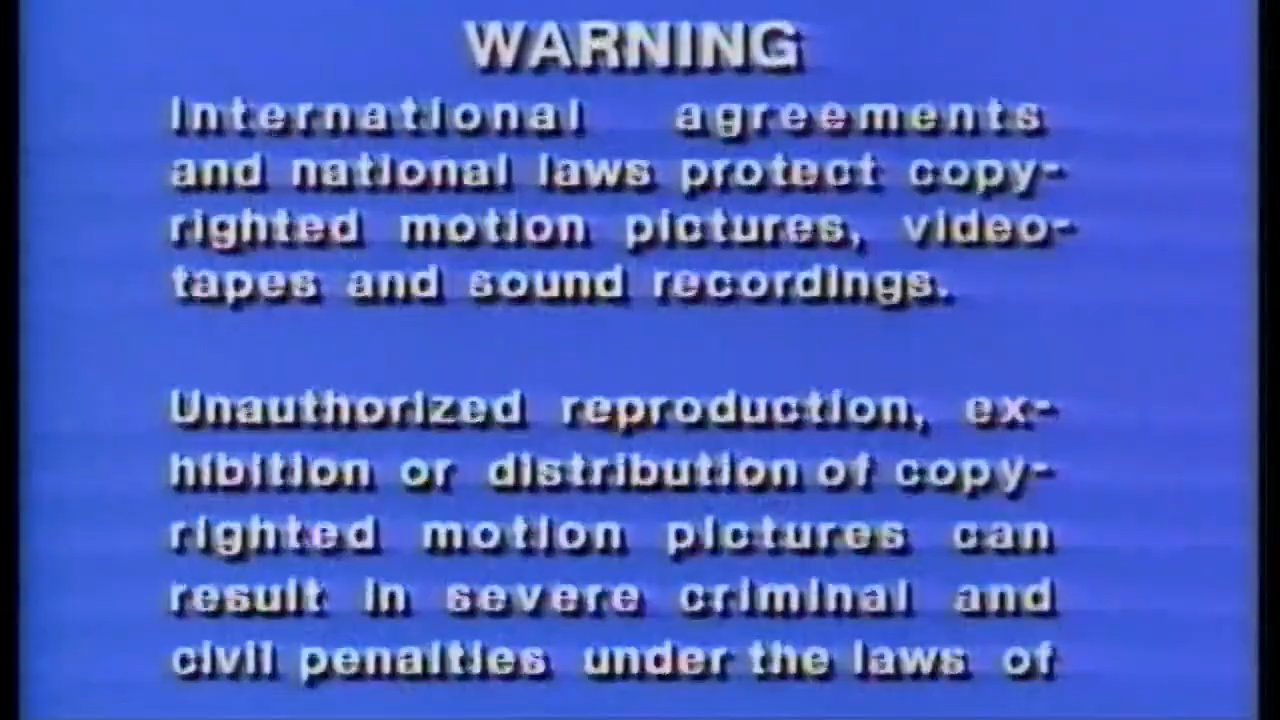 WARNING
International agreements
and national laws protect copy-
righted motion pictures, video-
tapes and sound recordings.
Unauthorized reproduction, ex-
hibition or distribution of copy-
righted motion pictures can
result in severe criminal and
civil penalties under the laws of